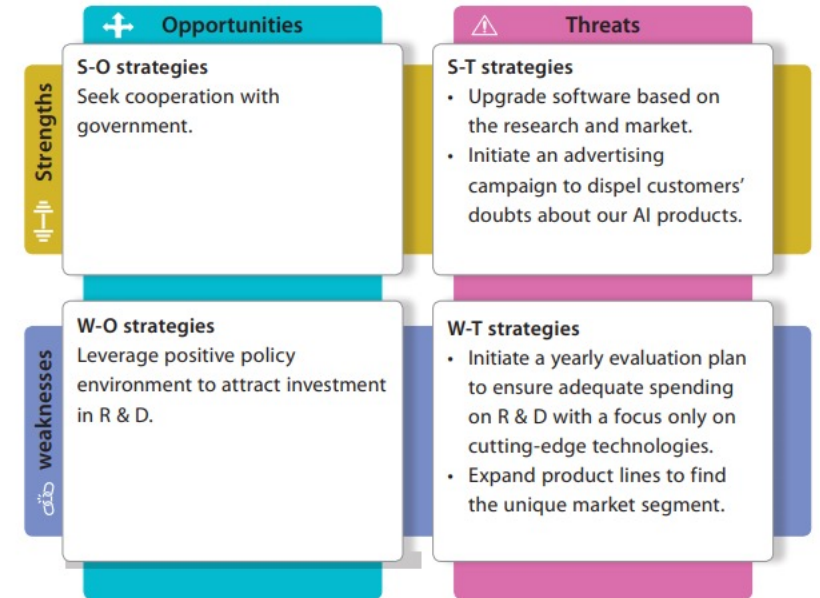 Opportunities
Threats
Strengths
S-O strategies
Seek cooperation with
government.
S-T strategies
• Upgrade software based on
the research and market.
• Initiate an advertising
campaign to dispel customers'
doubts about our AI products.
weaknesses
W-O strategies
Leverage positive policy
environment to attract investment
in R & D.
W-T strategies
• Initiate a yearly evaluation plan
to ensure adequate spending
on R & D with a focus only on
cutting-edge technologies.
• Expand product lines to find
the unique market segment.